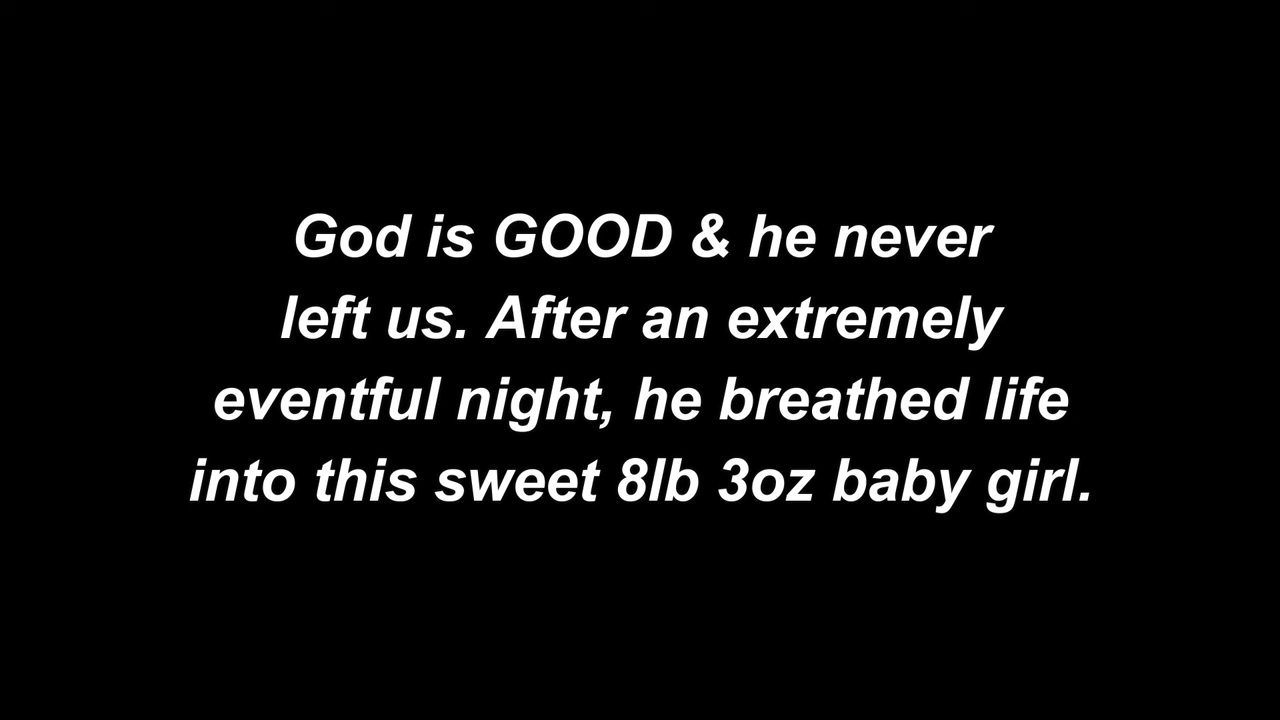 God is GOOD & he never
left us. After an extremely
eventful night, he breathed life
into this sweet 8lb 3oz baby girl.